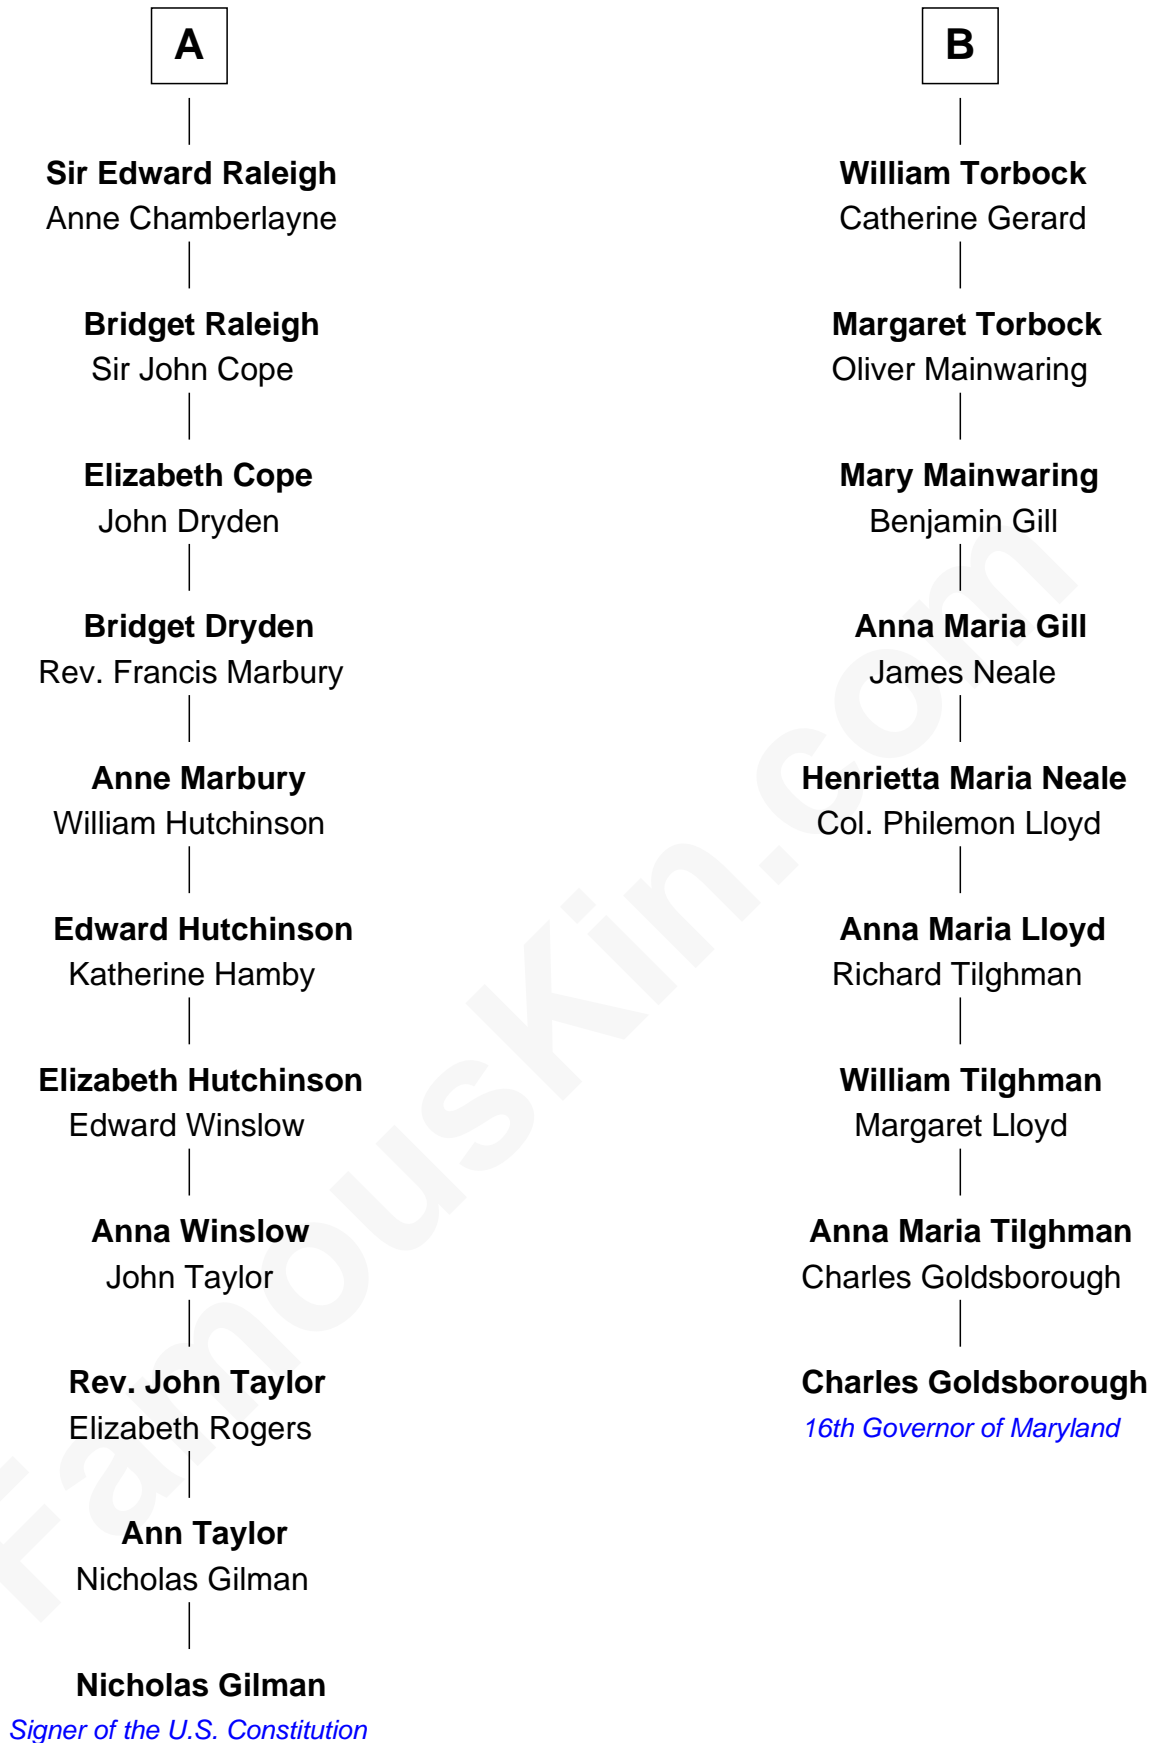 A
Sir Edward Raleigh
Anne Chamberlayne
Bridget Raleigh
Sir John Cope
Elizabeth Cope
John Dryden
Bridget Dryden
Rev. Francis Marbury
Anne Marbury
William Hutchinson
Edward Hutchinson
Katherine Hamby
Elizabeth Hutchinson
Edward Winslow
Anna Winslow
John Taylor
Rev. John Taylor
Elizabeth Rogers
Ann Taylor
Nicholas Gilman
Nicholas Gilman
Signer of the U.S. Constitution
B
William Torbock
Catherine Gerard
Margaret Torbock
Oliver Mainwaring
Mary Mainwaring
Benjamin Gill
Anna Maria Gill
James Neale
Henrietta Maria Neale
Col. Philemon Lloyd
Anna Maria Lloyd
Richard Tilghman
William Tilghman
Margaret Lloyd
Anna Maria Tilghman
Charles Goldsborough
Charles Goldsborough
16th Governor of Maryland
FamousKin.com